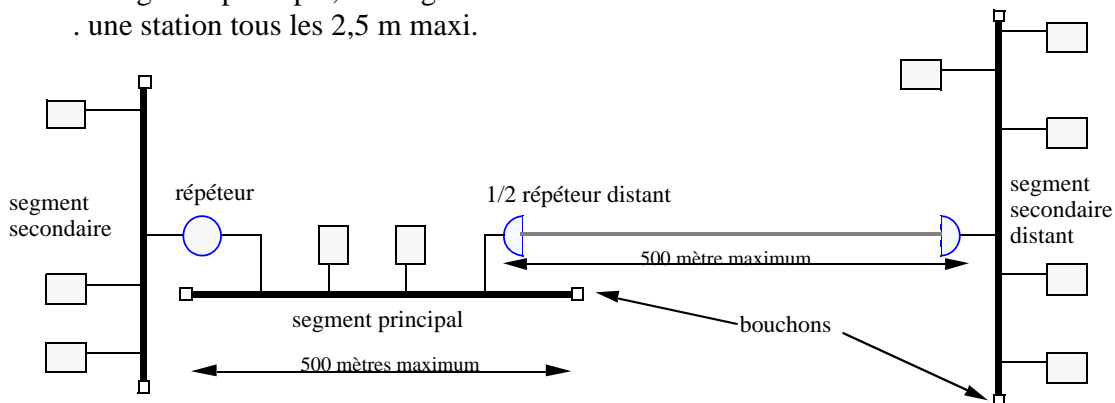 . une station tous les 2,5 m maxi.
répéteur
1/2 répéteur distant
segment
secondaire
segment
secondaire
distant
500 mètre maximum
segment principal
bouchons
500 mètres maximum